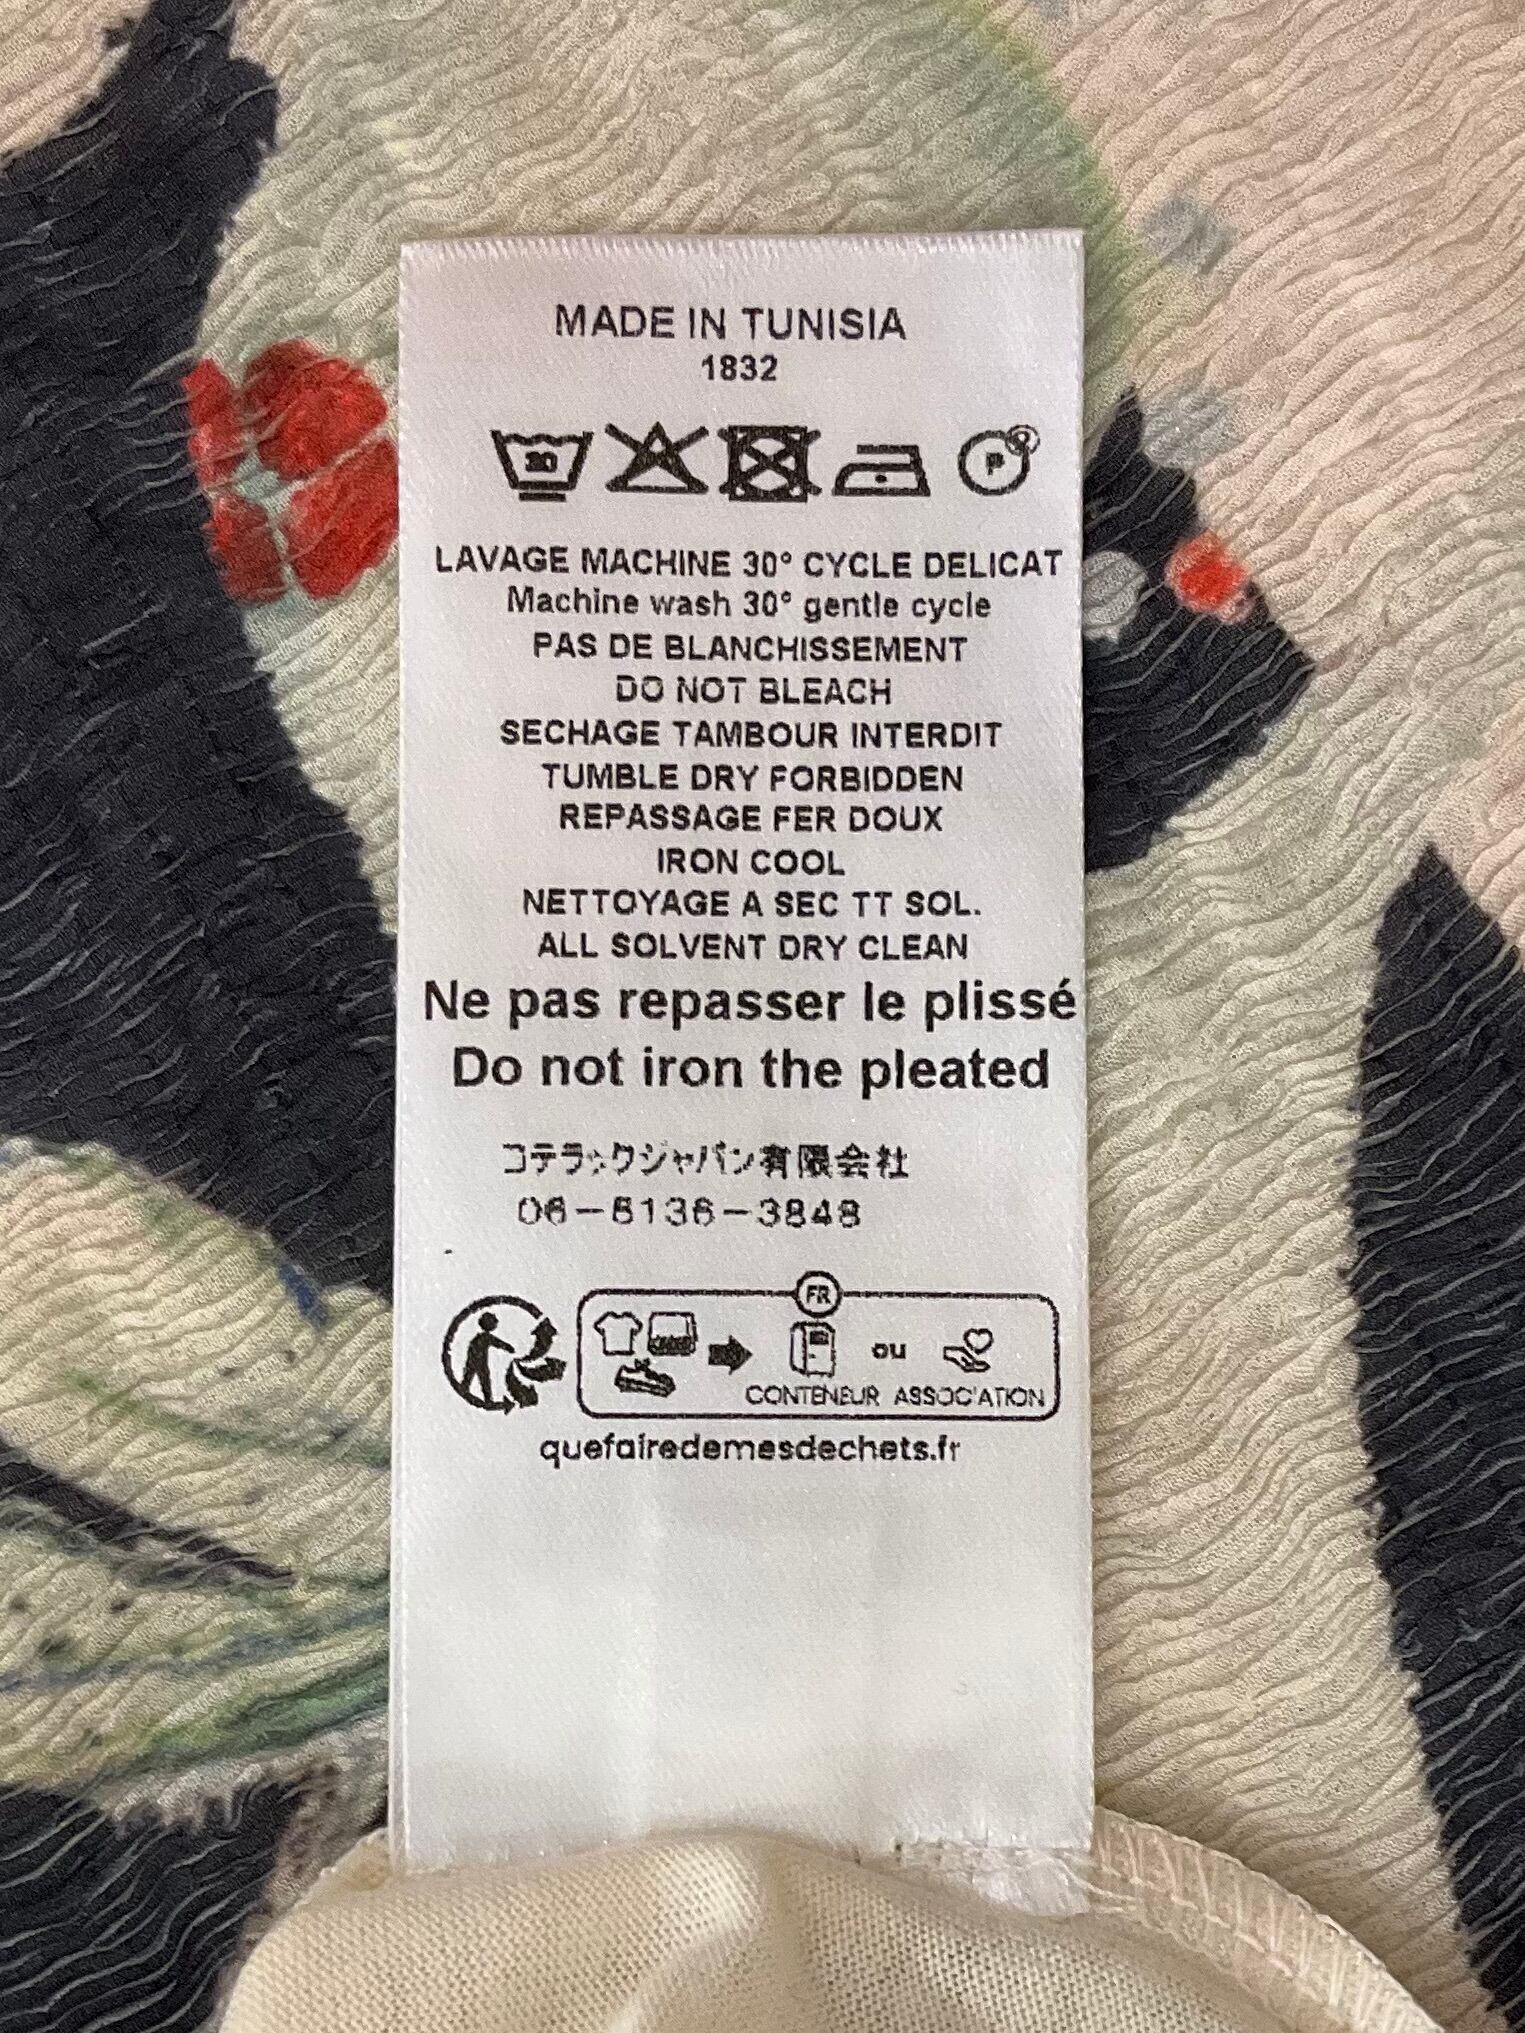 MADE IN TUNISIA
1832
30 P
LAVAGE MACHINE 30° CYCLE DELICAT
Machine wash 30° gentle cycle
PAS DE BLANCHISSEMENT
DO NOT BLEACH
SECHAGE TAMBOUR INTERDIT
TUMBLE DRY FORBIDDEN
REPASSAGE FER DOUX
IRON COOL
NETTOYAGE A SEC TT SOL.
ALL SOLVENT DRY CLEAN
Ne pas repasser le plissé
Do not iron the pleated
コテラックジャパン有限会社
06-6136-3848
FR
ou
CONTENEUR ASSOC'ATION
quefairedemesdechets.fr